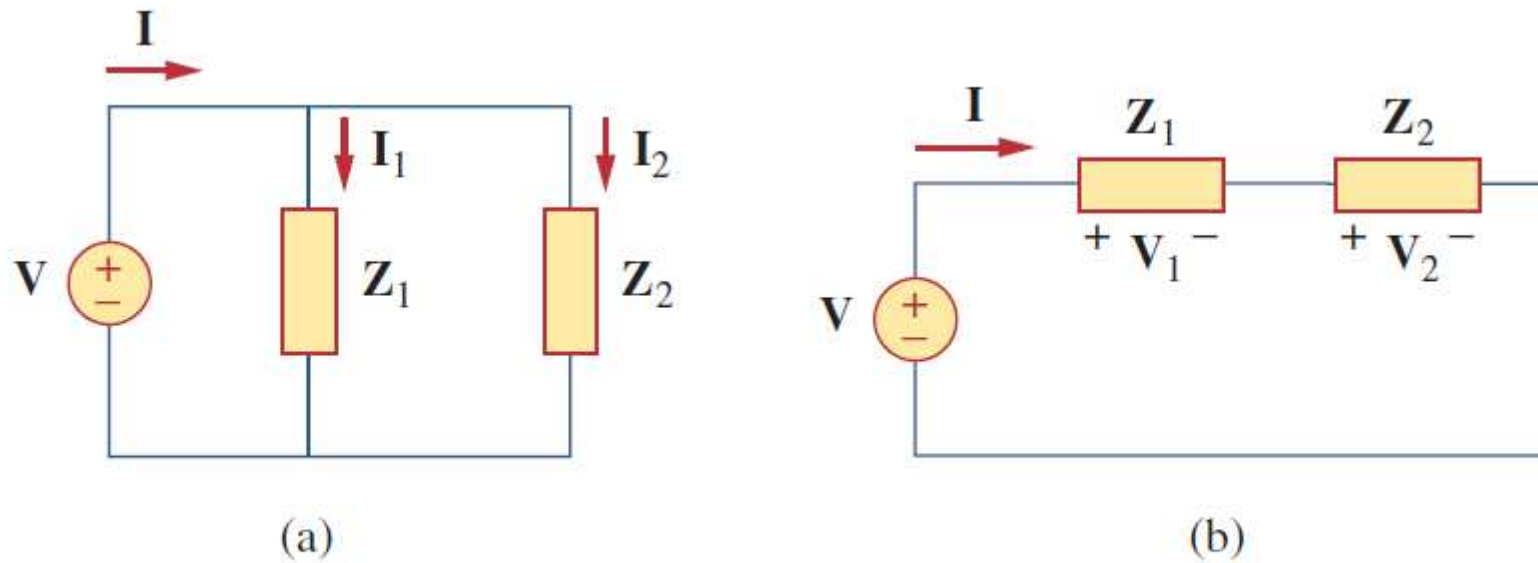 I
I₁
I₂
V
+
−
Z₁
Z₂
(a)
I
Z₁
Z₂
+ V₁ −
+ V₂ −
V
+
−
(b)